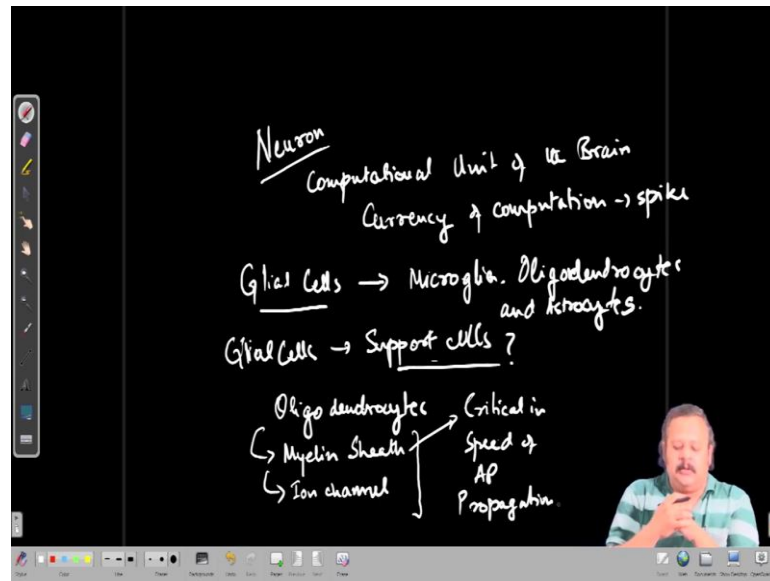 Neuron
Computational Unit of the Brain
Currency of computation → spike
Glial Cells → Microglia. Oligodendrocytes
and Astrocytes.
Glial Cells → Support cells ?
Oligodendrocytes
↳ Myelin Sheath
↳ Ion channel
Critical in
Speed of
AP
Propagation.